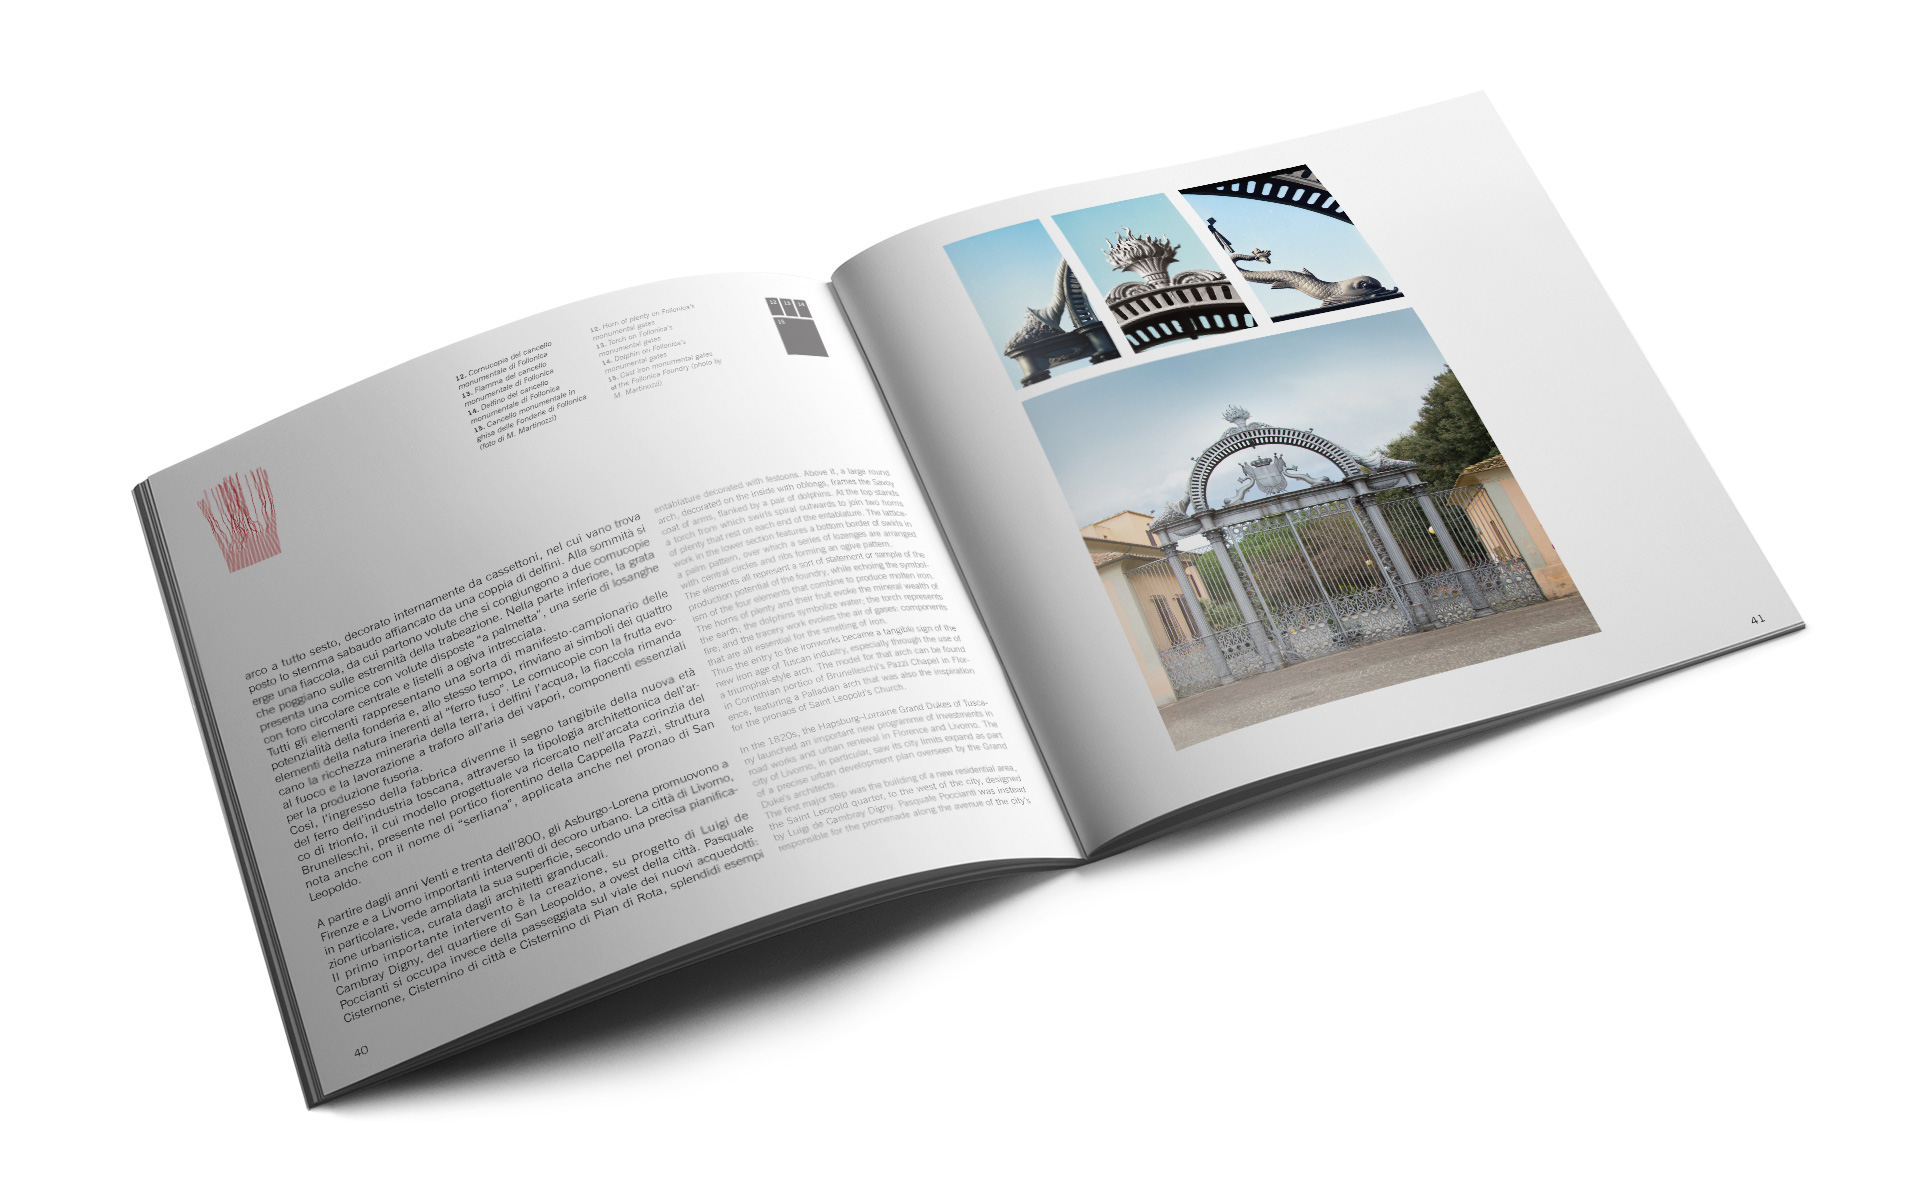 12. Cornucopia del cancello
monumentale di Follonica
13. Fiamma del cancello
monumentale di Follonica
14. Delfino del cancello
monumentale di Follonica
15. Cancello monumentale in
ghisa delle Fonderie di Follonica
(foto di M. Martinozzi)
12. Horn of plenty on Follonica's
monumental gates
13. Torch on Follonica's
monumental gates
14. Dolphin on Follonica's
monumental gates
15. Cast iron monumental gates
at the Follonica Foundry (photo by
M. Martinozzi)
12 13 14
15
arco a tutto sesto, decorato internamente da cassettoni, nel cui vano trova
posto lo stemma sabaudo affiancato da una coppia di delfini. Alla sommità si
erge una fiaccola, da cui partono volute che si congiungono a due cornucopie
che poggiano sulle estremità della trabeazione. Nella parte inferiore, la grata
presenta una cornice con volute disposte "a palmetta", una serie di losanghe
con foro circolare centrale e listelli a ogiva intrecciata.
Tutti gli elementi rappresentano una sorta di manifesto-campionario delle
potenzialità della fonderia e, allo stesso tempo, rinviano ai simboli dei quattro
elementi della natura inerenti al "ferro fuso". Le cornucopie con la frutta evo-
cano la ricchezza mineraria della terra, i delfini l'acqua, la fiaccola rimanda
al fuoco e la lavorazione a traforo all'aria dei vapori, componenti essenziali
per la produzione fusoria.
Così, l'ingresso della fabbrica divenne il segno tangibile della nuova età
del ferro dell'industria toscana, attraverso la tipologia architettonica dell'ar-
co di trionfo, il cui modello progettuale va ricercato nell'arcata corinzia del
Brunelleschi, presente nel portico fiorentino della Cappella Pazzi, struttura
nota anche con il nome di "serliana", applicata anche nel pronao di San
Leopoldo.
A partire dagli anni Venti e trenta dell'800, gli Asburgo-Lorena promuovono a
Firenze e a Livorno importanti interventi di decoro urbano. La città di Livorno,
in particolare, vede ampliata la sua superficie, secondo una precisa pianifica-
zione urbanistica, curata dagli architetti granducali.
Il primo importante intervento è la creazione, su progetto di Luigi de
Cambray Digny, del quartiere di San Leopoldo, a ovest della città. Pasquale
Poccianti si occupa invece della passeggiata sul viale dei nuovi acquedotti:
Cisternone, Cisternino di città e Cisternino di Pian di Rota, splendidi esempi
entablature decorated with festoons. Above it, a large round
arch, decorated on the inside with oblongs, frames the Savoy
coat of arms, flanked by a pair of dolphins. At the top stands
a torch from which swirls spiral outwards to join two horns
of plenty that rest on each end of the entablature. The lattice-
work in the lower section features a bottom border of swirls in
a palm pattern, over which a series of lozenges are arranged
with central circles and ribs forming an ogive pattern.
The elements all represent a sort of statement or sample of the
production potential of the foundry, while echoing the symbol-
ism of the four elements that combine to produce molten iron.
The horns of plenty and their fruit evoke the mineral wealth of
the earth; the dolphins symbolize water; the torch represents
fire; and the tracery work evokes the air of gases: components
that are all essential for the smelting of iron.
Thus the entry to the ironworks became a tangible sign of the
new iron age of Tuscan industry, especially through the use of
a triumphal-style arch. The model for that arch can be found
in Corinthian portico of Brunelleschi's Pazzi Chapel in Flor-
ence, featuring a Palladian arch that was also the inspiration
for the pronaos of Saint Leopold's Church.
In the 1820s, the Hapsburg–Lorraine Grand Dukes of Tusca-
ny launched an important new programme of investments in
road works and urban renewal in Florence and Livorno. The
city of Livorno, in particular, saw its city limits expand as part
of a precise urban development plan overseen by the Grand
Duke's architects.
The first major step was the building of a new residential area,
the Saint Leopold quarter, to the west of the city, designed
by Luigi de Cambray Digny. Pasquale Poccianti was instead
responsible for the promenade along the avenue of the city's
40
41